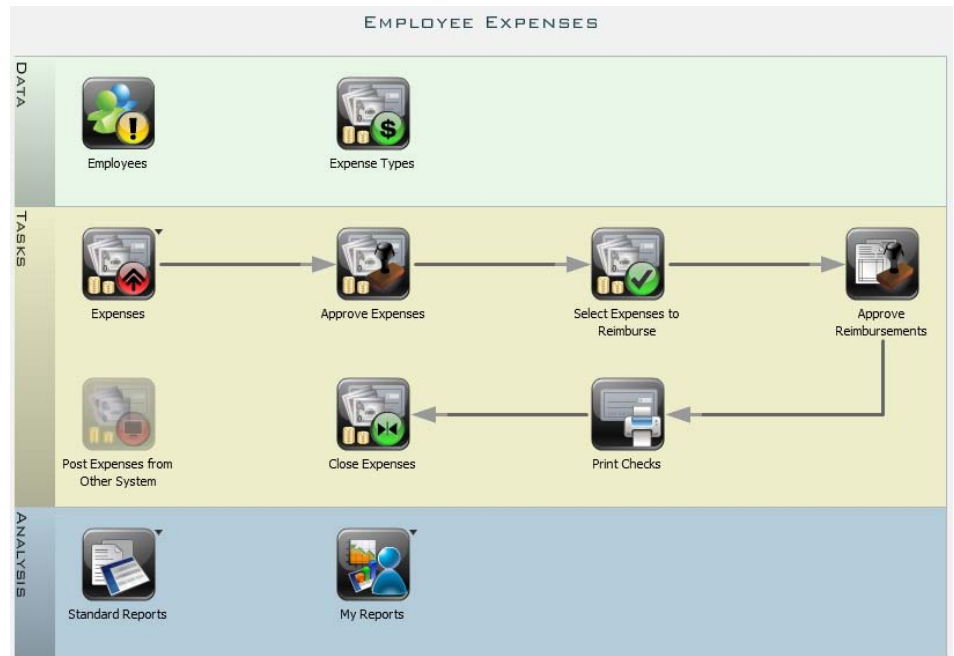 EMPLOYEE EXPENSES
DATA
Employees
Expense Types
TASKS
Expenses
Approve Expenses
Select Expenses to
Reimburse
Approve
Reimbursements
Post Expenses from
Other System
Close Expenses
Print Checks
ANALYSIS
Standard Reports
My Reports